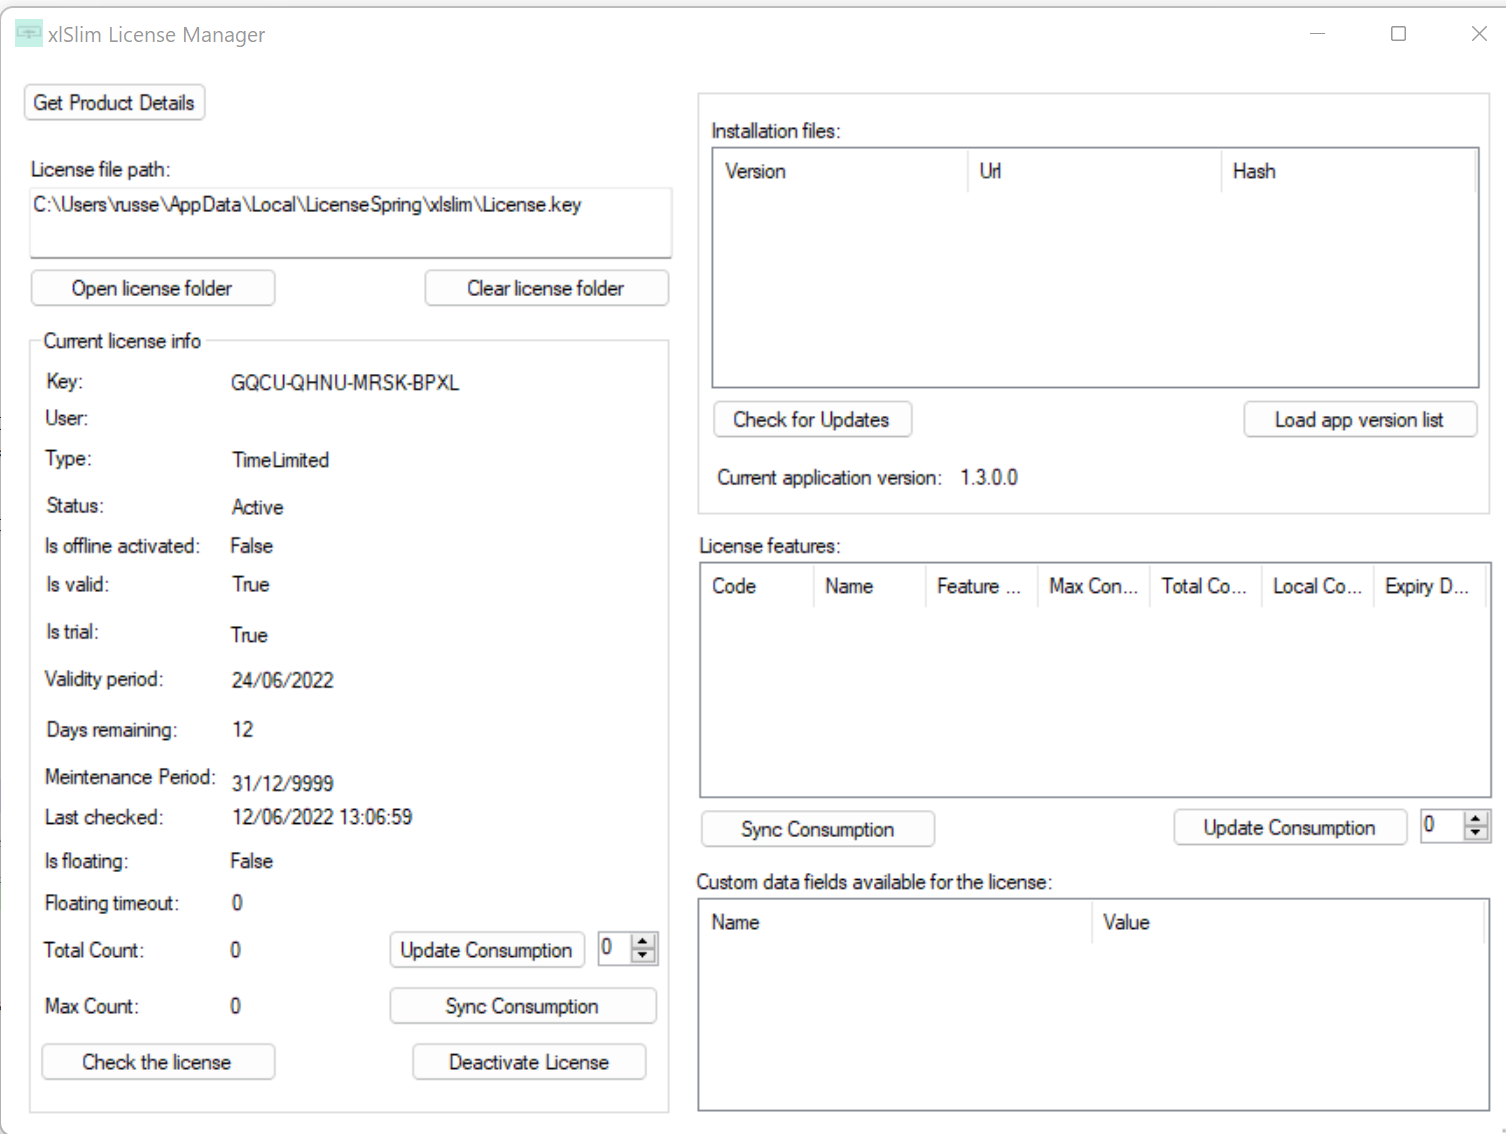 xlSlim License Manager
Get Product Details
License file path:
C:\Users\russe\AppData\Local\LicenseSpring\xlslim\License.key
Open license folder
Clear license folder
Current license info
Key: GQCU-QHNU-MRSK-BPXL
User:
Type: TimeLimited
Status: Active
Is offline activated: False
Is valid: True
Is trial: True
Validity period: 24/06/2022
Days remaining: 12
Meintenance Period: 31/12/9999
Last checked: 12/06/2022 13:06:59
Is floating: False
Floating timeout: 0
Total Count: 0 Update Consumption 0
Max Count: 0 Sync Consumption
Check the license Deactivate License
Installation files:
Version Url Hash
Check for Updates Load app version list
Current application version: 1.3.0.0
License features:
Code Name Feature ... Max Con... Total Co... Local Co... Expiry D...
Sync Consumption Update Consumption 0
Custom data fields available for the license:
Name Value